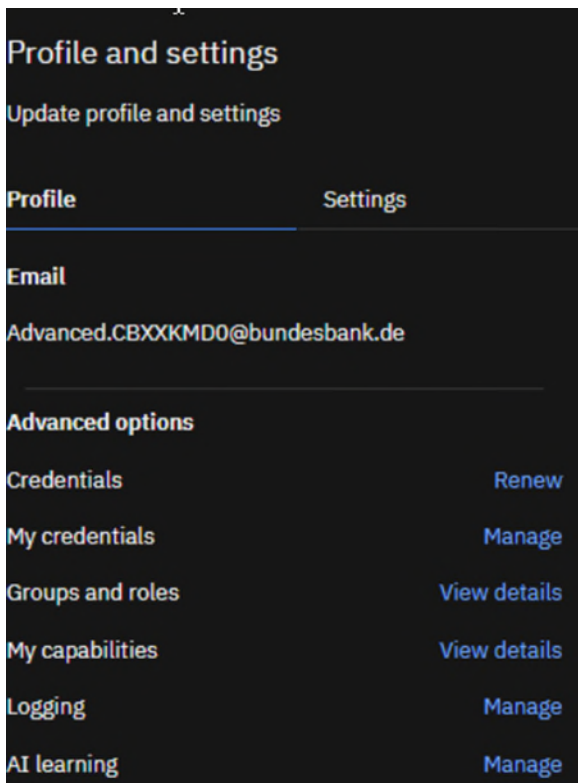 Profile and settings
Update profile and settings
Profile Settings
Email
Advanced.CBXXKMD0@bundesbank.de
Advanced options
Credentials Renew
My credentials Manage
Groups and roles View details
My capabilities View details
Logging Manage
AI learning Manage